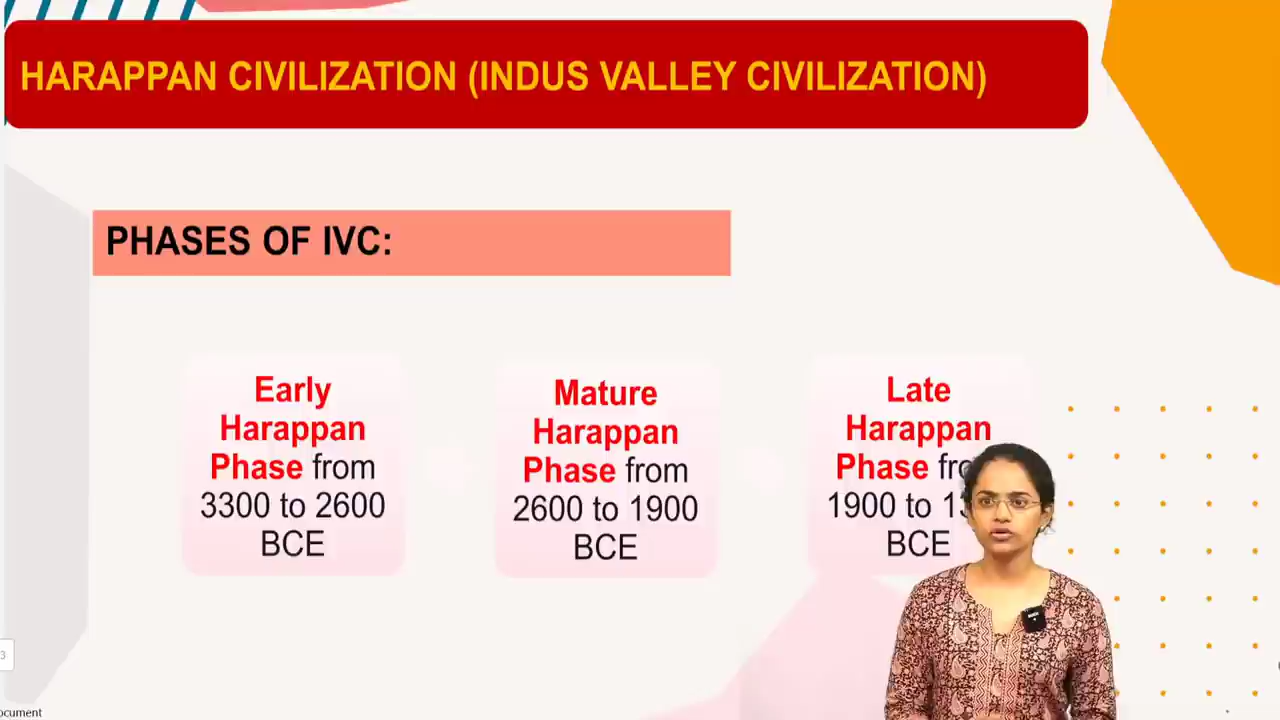 HARAPPAN CIVILIZATION (INDUS VALLEY CIVILIZATION)
PHASES OF IVC:
Early
Harappan
Phase from
3300 to 2600
BCE
Mature
Harappan
Phase from
2600 to 1900
BCE
Late
Harappan
Phase
1900 to
BCE
3
ocument